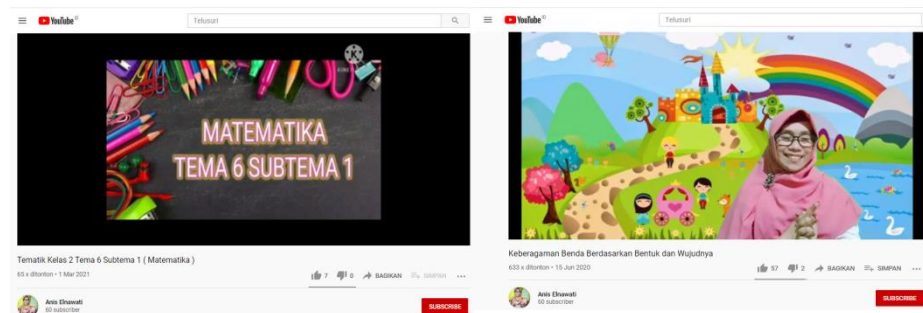 YouTube ID
Telusuri
MATEMATIKA
TEMA 6 SUBTEMA 1
Tematik Kelas 2 Tema 6 Subtema 1 ( Matematika )
65 x ditonton • 1 Mar 2021
7 0 BAGIKAN SIMPAN ...
Anis Elnawati
60 subscriber
SUBSCRIBE
YouTube ID
Telusuri
Keberagaman Benda Berdasarkan Bentuk dan Wujudnya
633 x ditonton • 15 Jun 2020
57 2 BAGIKAN SIMPAN ...
Anis Elnawati
60 subscriber
SUBSCRIBE